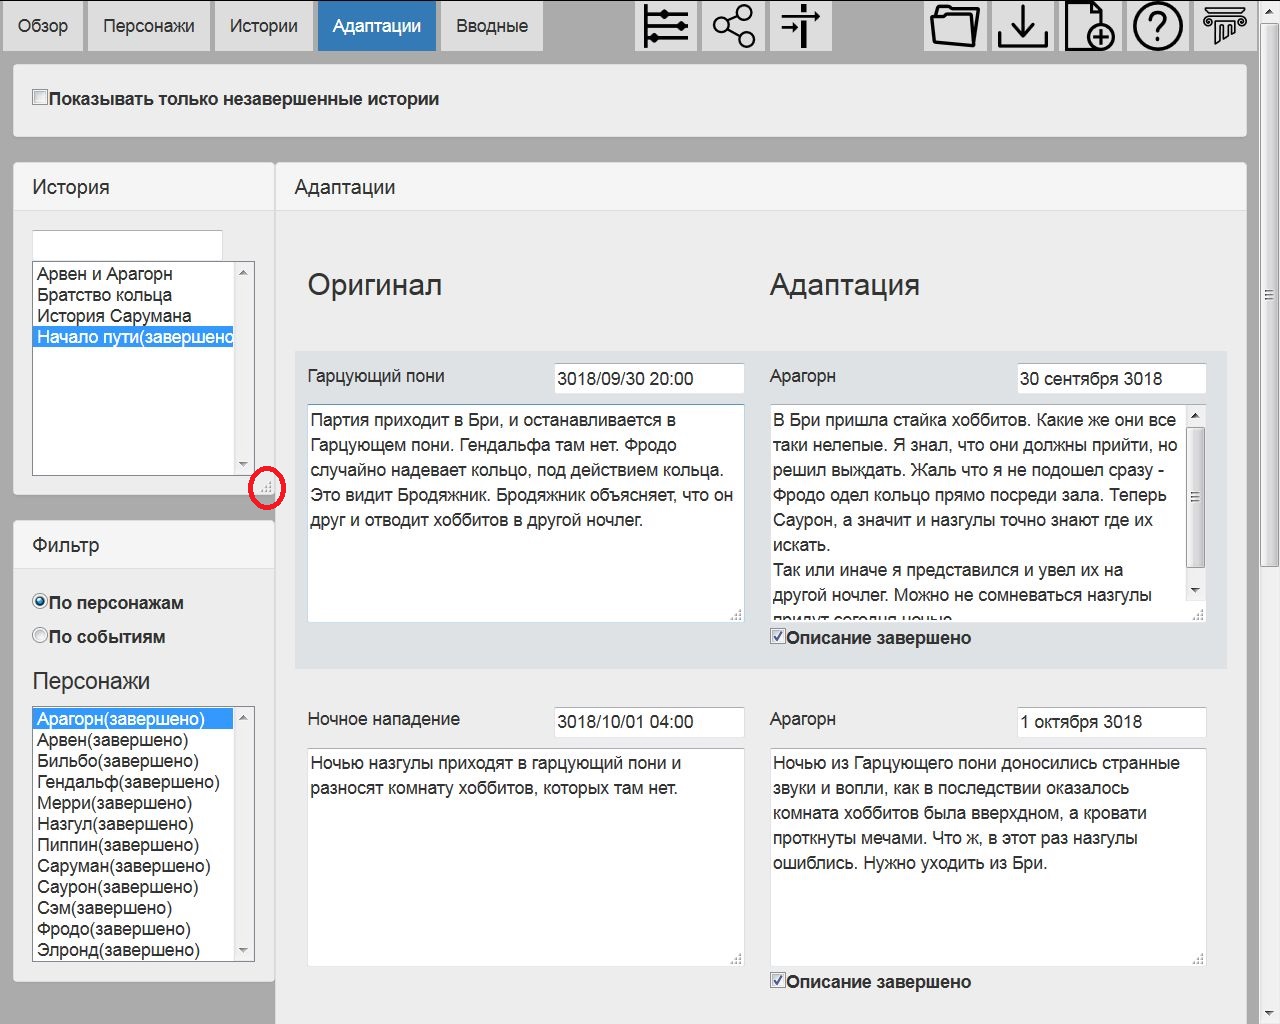 Обзор
Персонажи
Истории
Адаптации
Вводные
Показывать только незавершенные истории
История
Арвен и Арагорн
Братство кольца
История Сарумана
Начало пути(завершено
Фильтр
По персонажам
По событиям
Персонажи
Арагорн(завершено)
Арвен(завершено)
Бильбо(завершено)
Гендальф(завершено)
Мерри(завершено)
Назгул(завершено)
Пиппин(завершено)
Саруман(завершено)
Саурон(завершено)
Сэм(завершено)
Фродо(завершено)
Элронд(завершено)
Адаптации
Оригинал
Адаптация
Гарцующий пони
3018/09/30 20:00
Партия приходит в Бри, и останавливается в
Гарцующем пони. Гендальфа там нет. Фродо
случайно надевает кольцо, под действием кольца.
Это видит Бродяжник. Бродяжник объясняет, что он
друг и отводит хоббитов в другой ночлег.
Арагорн
30 сентября 3018
В Бри пришла стайка хоббитов. Какие же они все
таки нелепые. Я знал, что они должны прийти, но
решил выждать. Жаль что я не подошел сразу -
Фродо одел кольцо прямо посреди зала. Теперь
Саурон, а значит и назгулы точно знают где их
искать.
Так или иначе я представился и увел их на
другой ночлег. Можно не сомневаться назгулы
придут сегодня ночью
Описание завершено
Ночное нападение
3018/10/01 04:00
Ночью назгулы приходят в гарцующий пони и
разносят комнату хоббитов, которых там нет.
Арагорн
1 октября 3018
Ночью из Гарцующего пони доносились странные
звуки и вопли, как в последствии оказалось
комната хоббитов была вверхдном, а кровати
проткнуты мечами. Что ж, в этот раз назгулы
ошиблись. Нужно уходить из Бри.
Описание завершено